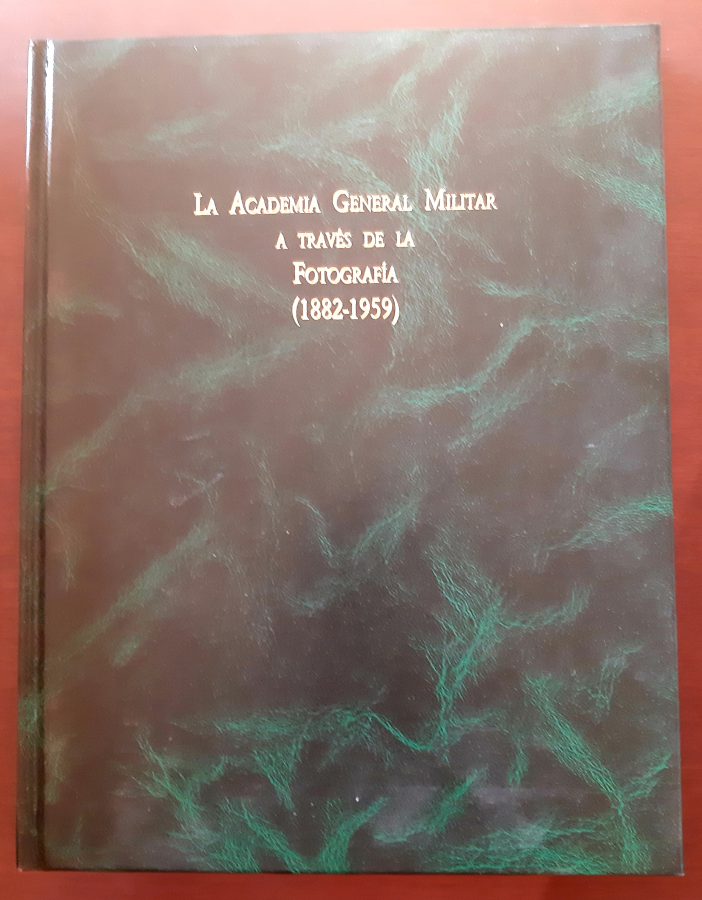 La Academia General Militar
a través de la
Fotografía
(1882-1959)